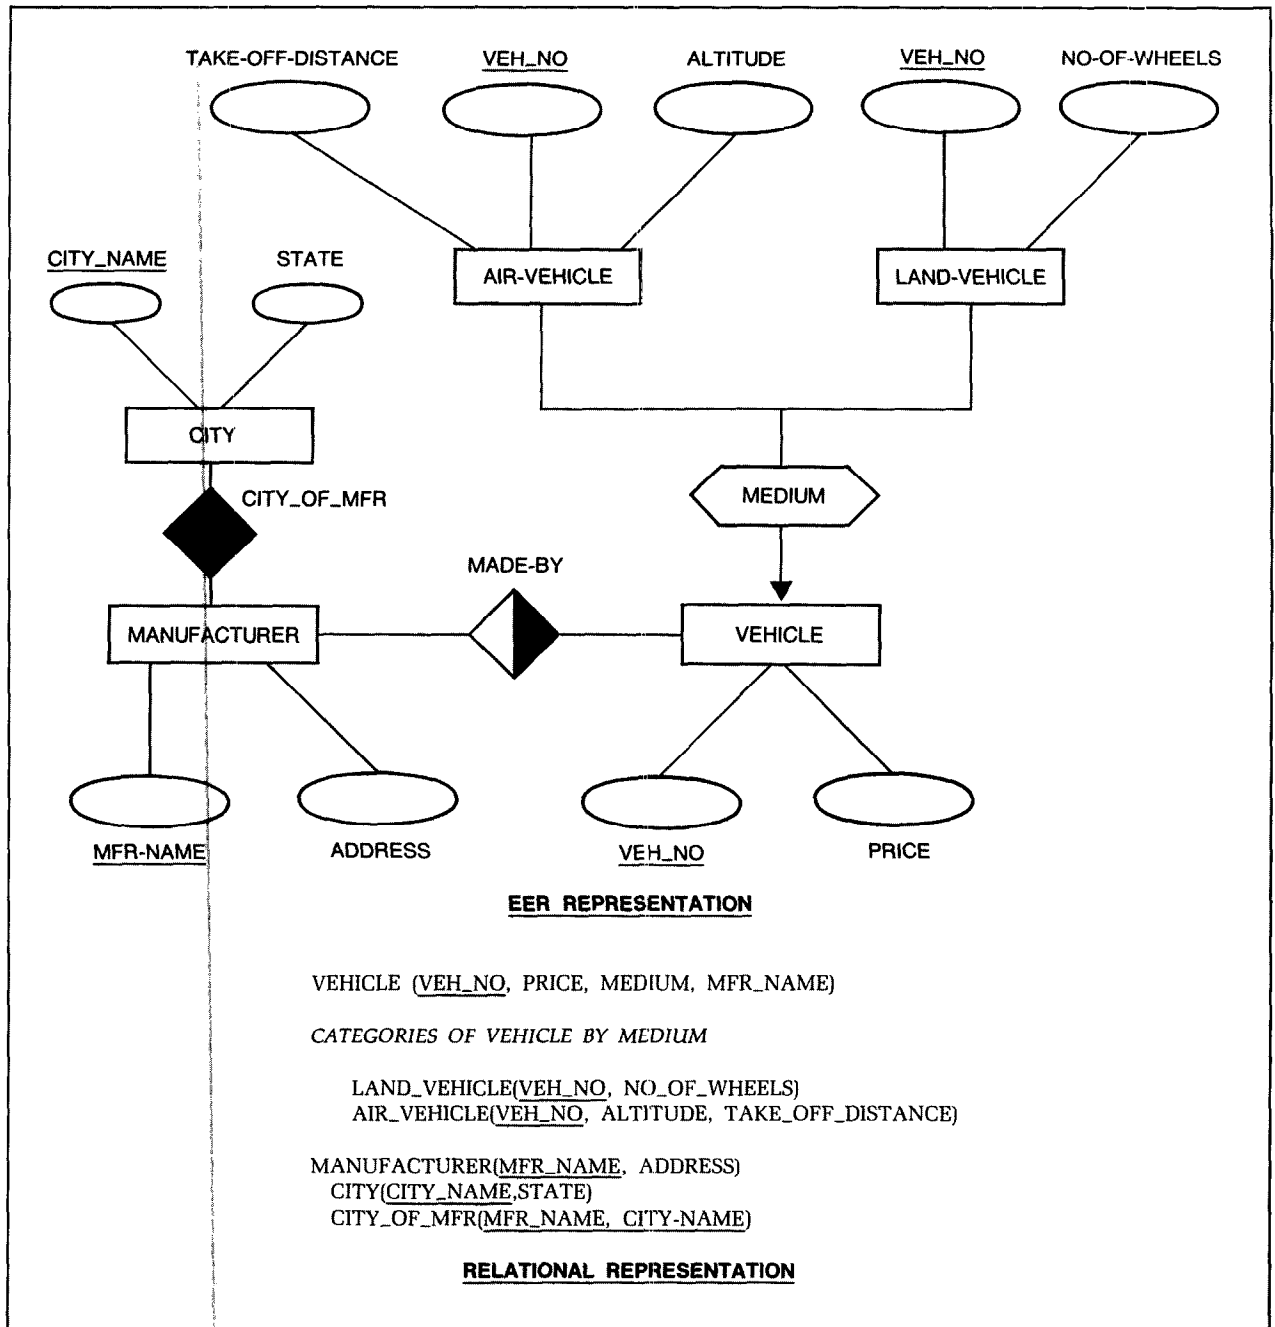 TAKE-OFF-DISTANCE VEH_NO ALTITUDE VEH_NO NO-OF-WHEELS
CITY_NAME STATE
AIR-VEHICLE LAND-VEHICLE
CITY
CITY_OF_MFR MEDIUM
MADE-BY
MANUFACTURER VEHICLE
MFR-NAME ADDRESS VEH_NO PRICE
EER REPRESENTATION
VEHICLE (VEH_NO, PRICE, MEDIUM, MFR_NAME)
CATEGORIES OF VEHICLE BY MEDIUM
LAND_VEHICLE(VEH_NO, NO_OF_WHEELS)
AIR_VEHICLE(VEH_NO, ALTITUDE, TAKE_OFF_DISTANCE)
MANUFACTURER(MFR_NAME, ADDRESS)
CITY(CITY_NAME,STATE)
CITY_OF_MFR(MFR_NAME, CITY-NAME)
RELATIONAL REPRESENTATION